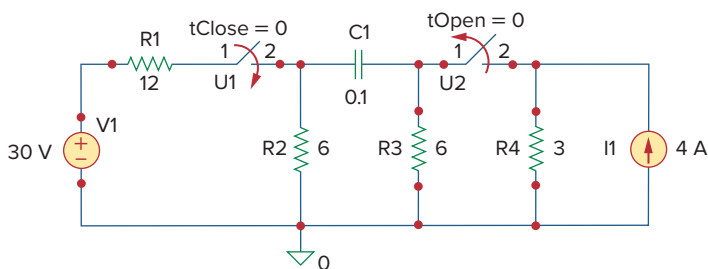 tClose = 0
C1
tOpen = 0
R1
1
2
1
2
12
U1
0.1
U2
V1
+
−
30 V
R2
6
R3
6
R4
3
I1
4 A
0